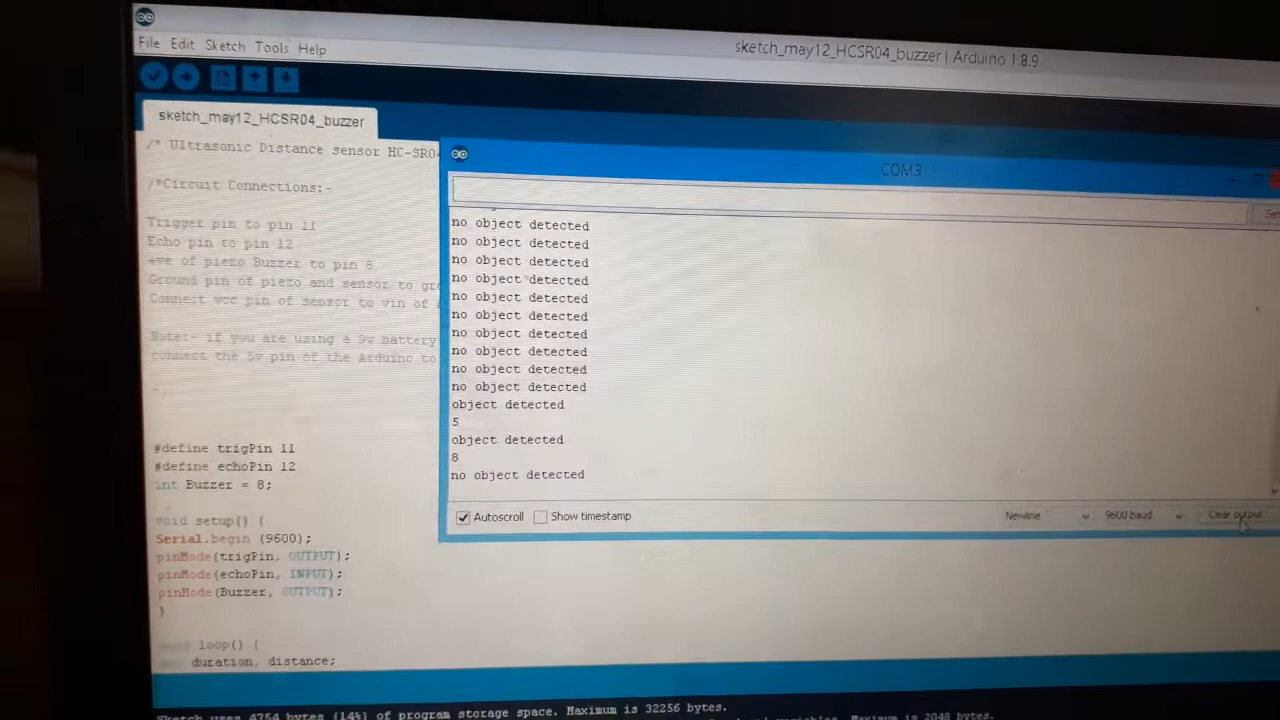 sketch_may12_HCSR04_buzzer | Arduino 1.8.9
File Edit Sketch Tools Help
sketch_may12_HCSR04_buzzer
/* Ultrasonic Distance sensor HC-SR04
/*Circuit Connections:-
Trigger pin to pin 11
Echo pin to pin 12
+ve of piezo Buzzer to pin 8
Ground pin of piezo and sensor to
Connect vcc pin of sensor to vin of
Note:- if you are using a 9v battery
connect the 5v pin of the Arduino to
#define trigPin 11
#define echoPin 12
int Buzzer = 8;
void setup() {
Serial.begin (9600);
pinMode(trigPin, OUTPUT);
pinMode(echoPin, INPUT);
pinMode(Buzzer, OUTPUT);
}
loop() {
duration, distance;
COM3
no object detected
no object detected
no object detected
no object detected
no object detected
no object detected
no object detected
no object detected
no object detected
no object detected
object detected
5
object detected
8
no object detected
Autoscroll Show timestamp Newline 9600 baud Clear output
Sketch uses 4754 bytes (14%) of program storage space. Maximum is 32256 bytes.
Maximum is 2048 bytes.